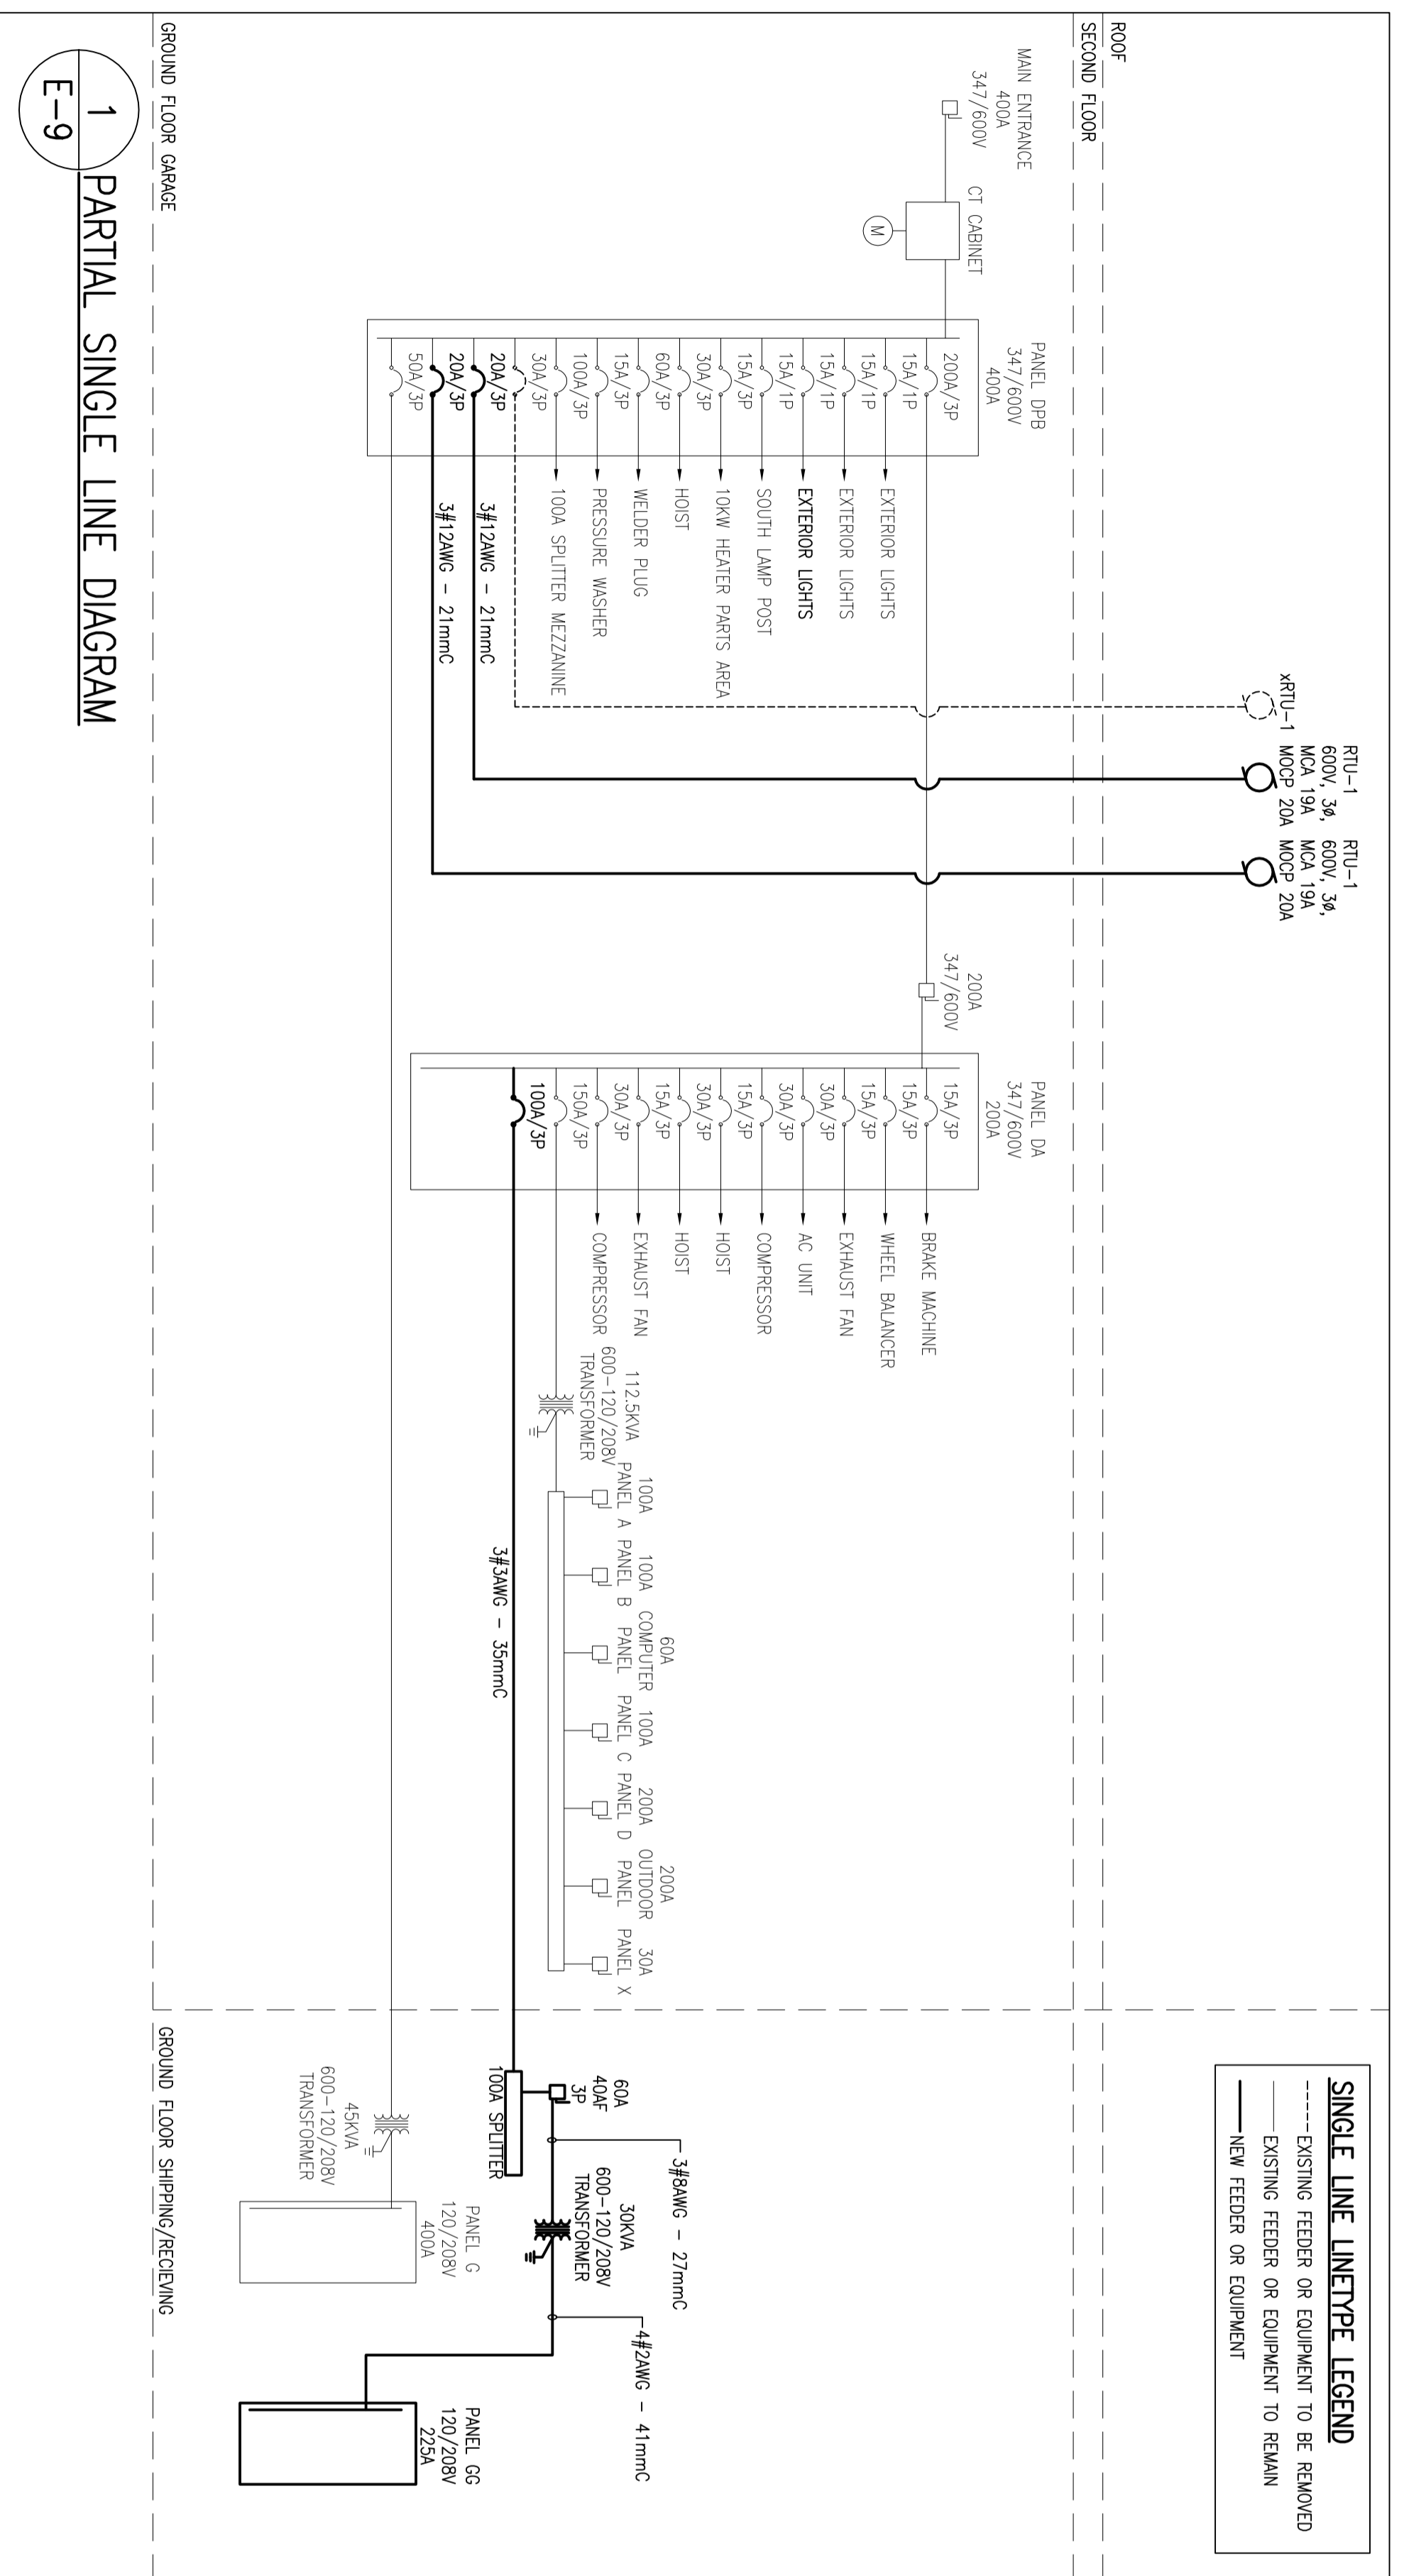 ROOF
SECOND FLOOR
MAIN ENTRANCE
400A
347/600V
CT CABINET
M
PANEL DPB
347/600V
400A
200A/3P
15A/1P
15A/1P
15A/1P
15A/3P
30A/3P
60A/3P
15A/3P
100A/3P
30A/3P
20A/3P
20A/3P
50A/3P
EXTERIOR LIGHTS
EXTERIOR LIGHTS
EXTERIOR LIGHTS
SOUTH LAMP POST
10KW HEATER PARTS AREA
HOIST
WELDER PLUG
PRESSURE WASHER
100A SPLITTER MEZZANINE
3#12AWG - 21mmC
3#12AWG - 21mmC
xRTU-1
RTU-1
600V, 3ø,
MCA 19A
MOCP 20A
RTU-1
600V, 3ø,
MCA 19A
MOCP 20A
200A
347/600V
PANEL DA
347/600V
200A
15A/3P
15A/3P
15A/3P
30A/3P
30A/3P
15A/3P
30A/3P
15A/3P
30A/3P
150A/3P
100A/3P
BRAKE MACHINE
WHEEL BALANCER
EXHAUST FAN
AC UNIT
COMPRESSOR
HOIST
HOIST
EXHAUST FAN
COMPRESSOR
112.5KVA
600-120/208V
TRANSFORMER
100A
PANEL A
100A
PANEL B
60A
COMPUTER
PANEL
100A
PANEL C
200A
PANEL D
200A
OUTDOOR
PANEL
30A
PANEL X
3#3AWG - 35mmC
60A
40AF
3P
100A SPLITTER
3#8AWG - 27mmC
30KVA
600-120/208V
TRANSFORMER
4#2AWG - 41mmC
45KVA
600-120/208V
TRANSFORMER
PANEL G
120/208V
400A
PANEL GG
120/208V
225A
SINGLE LINE LINETYPE LEGEND
EXISTING FEEDER OR EQUIPMENT TO BE REMOVED
EXISTING FEEDER OR EQUIPMENT TO REMAIN
NEW FEEDER OR EQUIPMENT
GROUND FLOOR GARAGE
GROUND FLOOR SHIPPING/RECIEVING
1
E-9
PARTIAL SINGLE LINE DIAGRAM